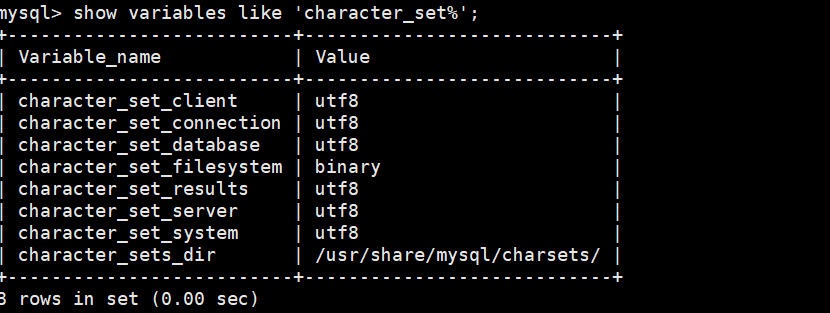 mysql> show variables like 'character_set%';
+--------------------------+----------------------------+
| Variable_name            | Value                      |
+--------------------------+----------------------------+
| character_set_client     | utf8                       |
| character_set_connection | utf8                       |
| character_set_database   | utf8                       |
| character_set_filesystem | binary                     |
| character_set_results    | utf8                       |
| character_set_server     | utf8                       |
| character_set_system     | utf8                       |
| character_sets_dir       | /usr/share/mysql/charsets/ |
+--------------------------+----------------------------+
8 rows in set (0.00 sec)